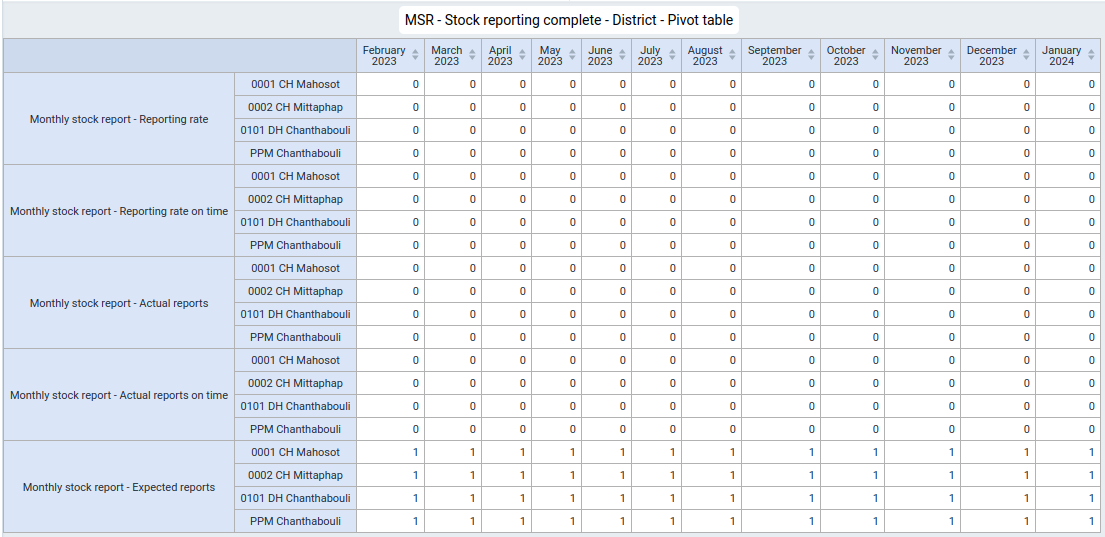 MSR - Stock reporting complete - District - Pivot table
February 2023 March 2023 April 2023 May 2023 June 2023 July 2023 August 2023 September 2023 October 2023 November 2023 December 2023 January 2024
Monthly stock report - Reporting rate
0001 CH Mahosot 0 0 0 0 0 0 0 0 0 0 0 0
0002 CH Mittaphap 0 0 0 0 0 0 0 0 0 0 0 0
0101 DH Chanthabouli 0 0 0 0 0 0 0 0 0 0 0 0
PPM Chanthabouli 0 0 0 0 0 0 0 0 0 0 0 0
Monthly stock report - Reporting rate on time
0001 CH Mahosot 0 0 0 0 0 0 0 0 0 0 0 0
0002 CH Mittaphap 0 0 0 0 0 0 0 0 0 0 0 0
0101 DH Chanthabouli 0 0 0 0 0 0 0 0 0 0 0 0
PPM Chanthabouli 0 0 0 0 0 0 0 0 0 0 0 0
Monthly stock report - Actual reports
0001 CH Mahosot 0 0 0 0 0 0 0 0 0 0 0 0
0002 CH Mittaphap 0 0 0 0 0 0 0 0 0 0 0 0
0101 DH Chanthabouli 0 0 0 0 0 0 0 0 0 0 0 0
PPM Chanthabouli 0 0 0 0 0 0 0 0 0 0 0 0
Monthly stock report - Actual reports on time
0001 CH Mahosot 0 0 0 0 0 0 0 0 0 0 0 0
0002 CH Mittaphap 0 0 0 0 0 0 0 0 0 0 0 0
0101 DH Chanthabouli 0 0 0 0 0 0 0 0 0 0 0 0
PPM Chanthabouli 0 0 0 0 0 0 0 0 0 0 0 0
Monthly stock report - Expected reports
0001 CH Mahosot 1 1 1 1 1 1 1 1 1 1 1 1
0002 CH Mittaphap 1 1 1 1 1 1 1 1 1 1 1 1
0101 DH Chanthabouli 1 1 1 1 1 1 1 1 1 1 1 1
PPM Chanthabouli 1 1 1 1 1 1 1 1 1 1 1 1